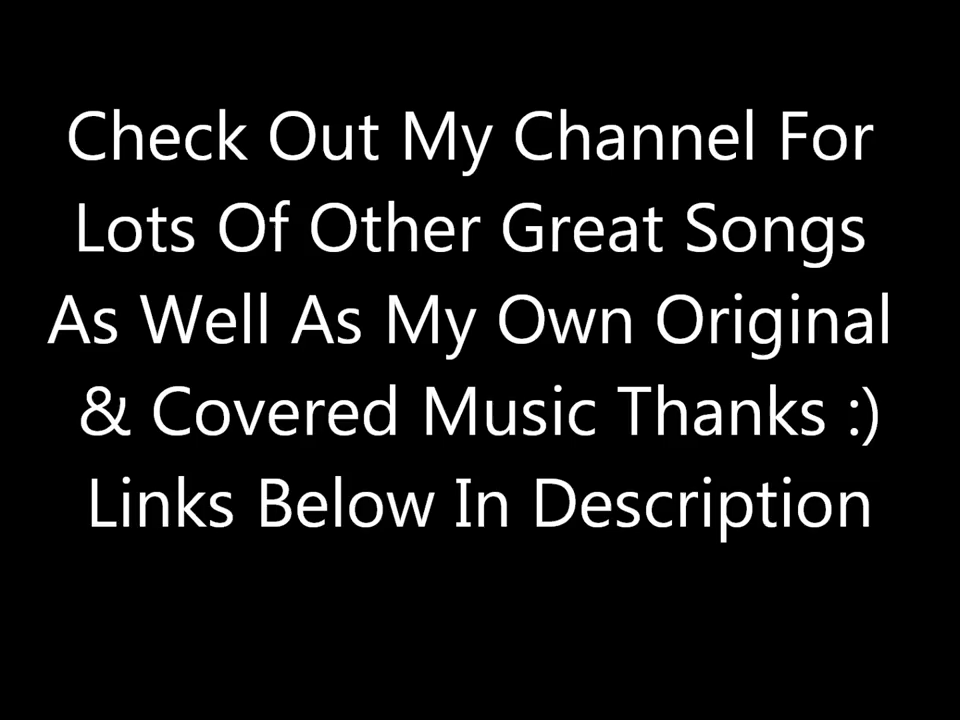 Check Out My Channel For
Lots Of Other Great Songs
As Well As My Own Original
& Covered Music Thanks :)
Links Below In Description